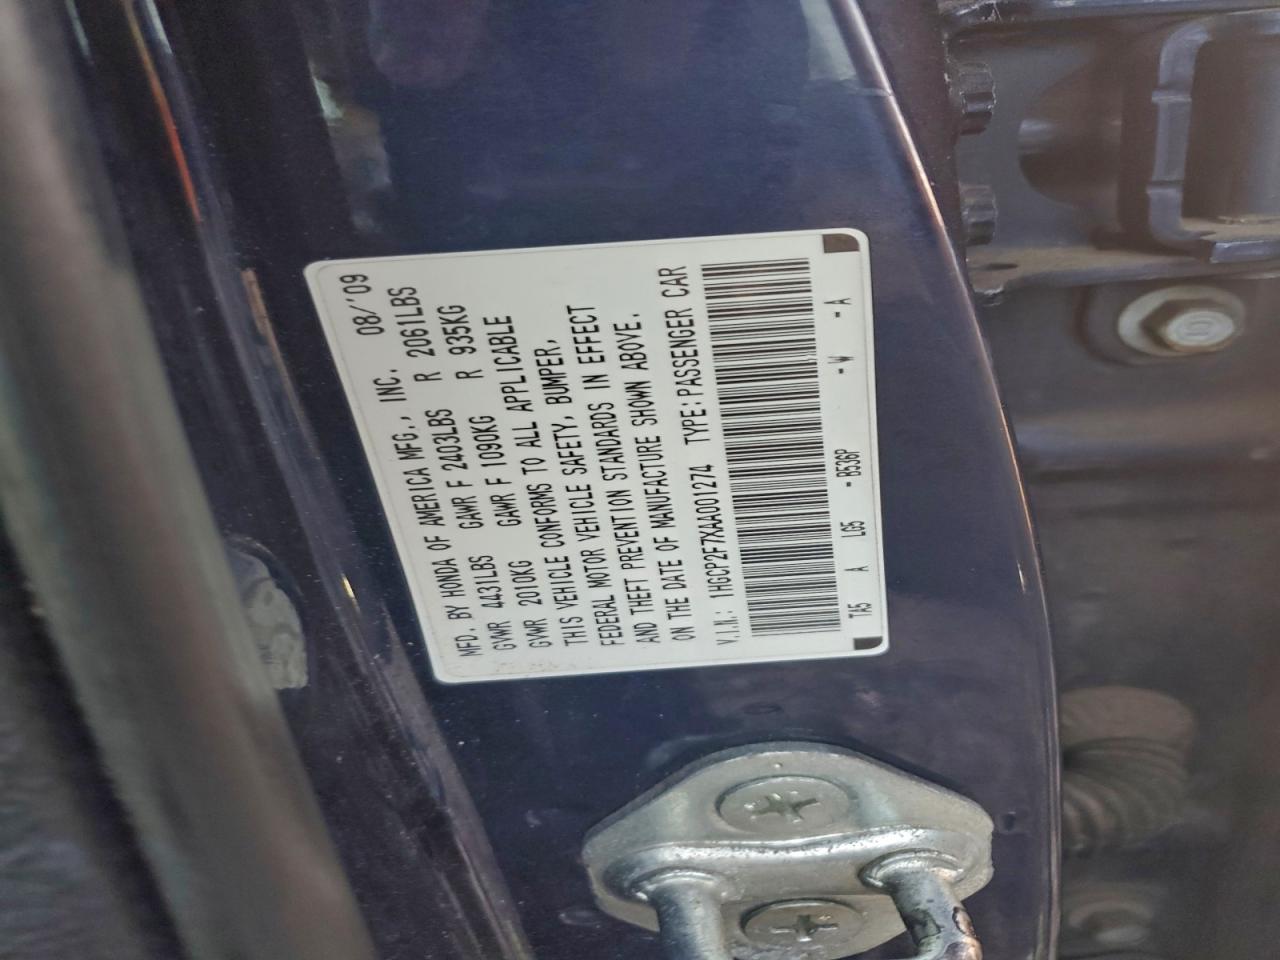 MFD. BY HONDA OF AMERICA MFG., INC. 08/'09
GVWR 4431LBS GAWR F 2403LBS R 2061LBS
GVWR 2010KG GAWR F 1090KG R 935KG
THIS VEHICLE CONFORMS TO ALL APPLICABLE
FEDERAL MOTOR VEHICLE SAFETY, BUMPER,
AND THEFT PREVENTION STANDARDS IN EFFECT
ON THE DATE OF MANUFACTURE SHOWN ABOVE.
V.I.N.: 1HGCP2F7XAA001274 TYPE:PASSENGER CAR
TA5 A LG5 -B536P -W -A